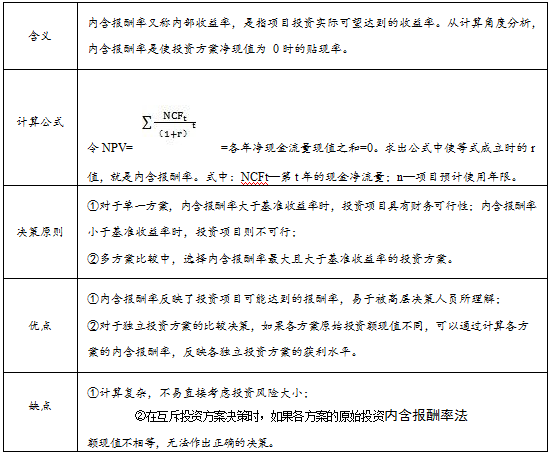 含义
内含报酬率又称内部收益率，是指项目投资实际可望达到的收益率。从计算角度分析，
内含报酬率是使投资方案净现值为 0时的贴现率。
计算公式
令 NPV= ∑ NCFt/（1+r）t =各年净现金流量现值之和=0。求出公式中使等式成立时的 r
值，就是内含报酬率。式中：NCFt—第 t 年的现金净流量；n—项目预计使用年限。
决策原则
①对于单一方案，内含报酬率大于基准收益率时，投资项目具有财务可行性；内含报酬率
小于基准收益率时，投资项目则不可行；
②多方案比较中，选择内含报酬率最大且大于基准收益率的投资方案。
优点
①内含报酬率反映了投资项目可能达到的报酬率，易于被高层决策人员所理解；
②对于独立投资方案的比较决策，如果各方案原始投资额现值不同，可以通过计算各方
案的内含报酬率，反映各独立投资方案的获利水平。
缺点
①计算复杂，不易直接考虑投资风险大小；
②在互斥投资方案决策时，如果各方案的原始投资内含报酬率法
额现值不相等，无法作出正确的决策。